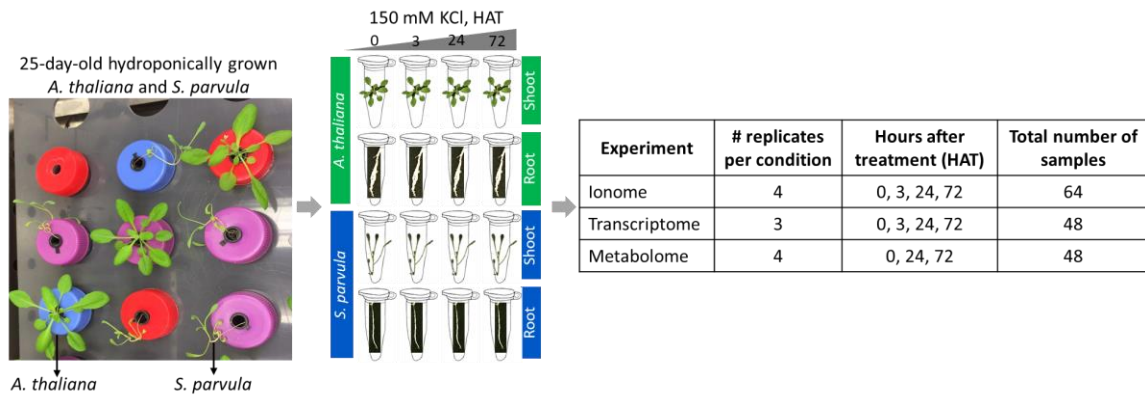 25-day-old hydroponically grown
A. thaliana and S. parvula
A. thaliana
S. parvula
150 mM KCl, HAT
0 3 24 72
A. thaliana
Shoot
Root
S. parvula
Shoot
Root
Experiment # replicates per condition Hours after treatment (HAT) Total number of samples
Ionome 4 0, 3, 24, 72 64
Transcriptome 3 0, 3, 24, 72 48
Metabolome 4 0, 24, 72 48